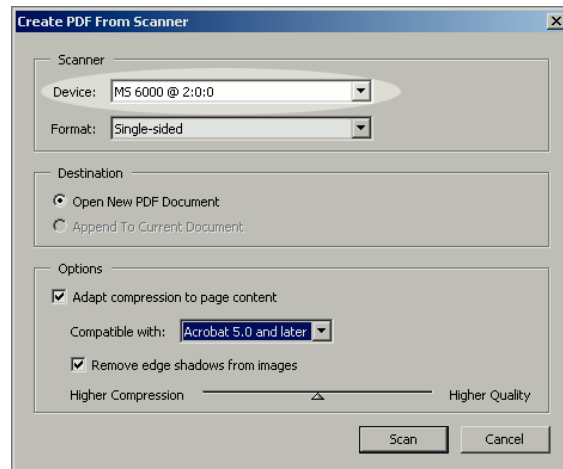 Create PDF From Scanner
Scanner
Device: MS 6000 @ 2:0:0
Format: Single-sided
Destination
Open New PDF Document
Append To Current Document
Options
Adapt compression to page content
Compatible with: Acrobat 5.0 and later
Remove edge shadows from images
Higher Compression Higher Quality
Scan Cancel